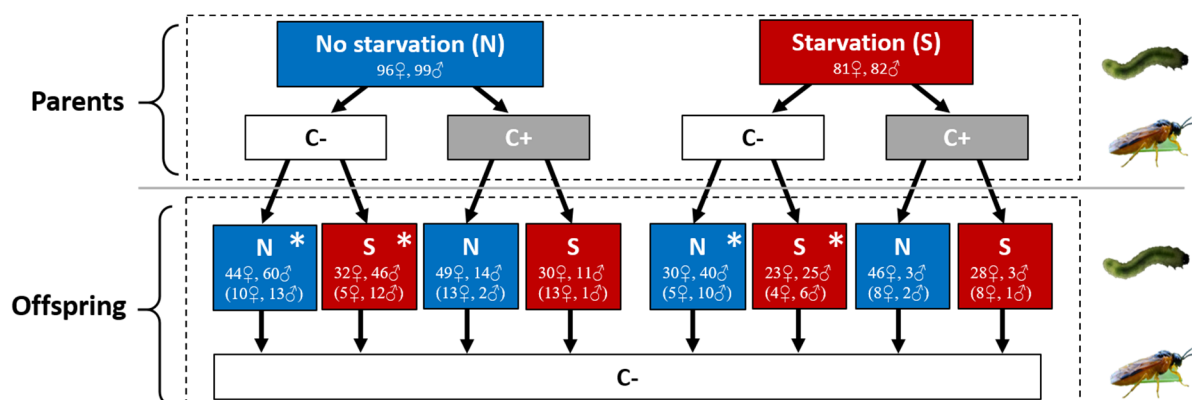 No starvation (N)
96♀, 99♂
Starvation (S)
81♀, 82♂
Parents
C-
C+
C-
C+
N *
44♀, 60♂
(10♀, 13♂)
S *
32♀, 46♂
(5♀, 12♂)
N
49♀, 14♂
(13♀, 2♂)
S
30♀, 11♂
(13♀, 1♂)
N *
30♀, 40♂
(5♀, 10♂)
S *
23♀, 25♂
(4♀, 6♂)
N
46♀, 3♂
(8♀, 2♂)
S
28♀, 3♂
(8♀, 1♂)
Offspring
C-